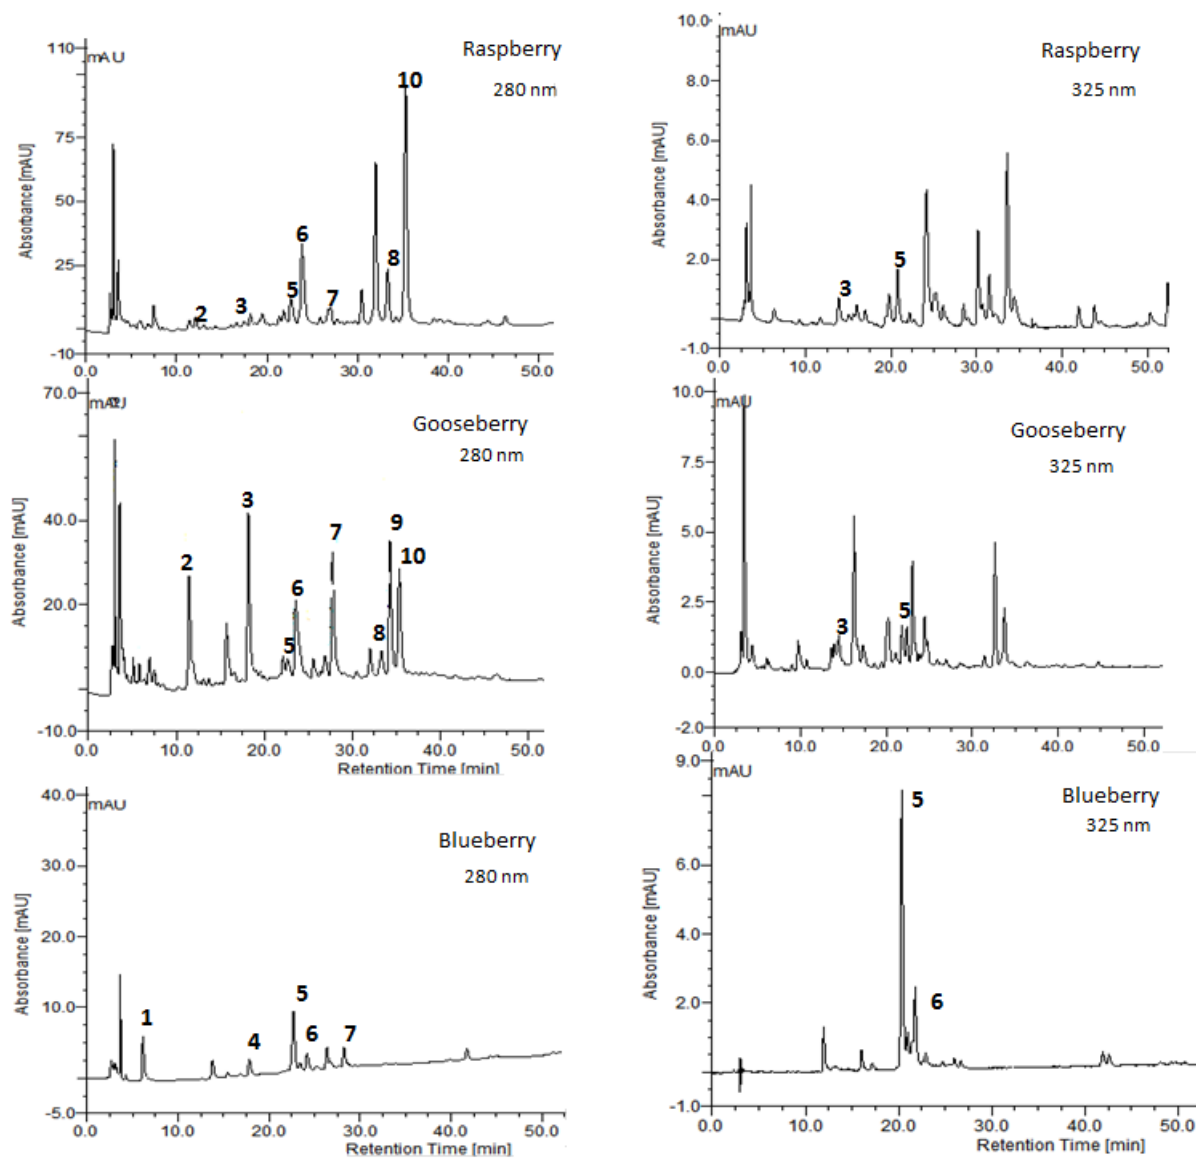 Raspberry
280 nm
mAU
Absorbance [mAU]
110
75
50
25
-10
0.0 10.0 20.0 30.0 40.0 50.0
2 3 5 6 7 8 10
Raspberry
325 nm
mAU
Absorbance [mAU]
10.0
8.0
6.0
4.0
2.0
-1.0
0.0 10.0 20.0 30.0 40.0 50.0
3 5
Gooseberry
280 nm
Absorbance [mAU]
70.0
40.0
20.0
-10.0
0.0 10.0 20.0 30.0 40.0 50.0
Retention Time [min]
2 3 5 6 7 8 9 10
Gooseberry
325 nm
mAU
Absorbance [mAU]
10.0
7.5
5.0
2.5
0.0
-2.0
0.0 10.0 20.0 30.0 40.0 50.0
3 5
Blueberry
280 nm
mAU
Absorbance [mAU]
40.0
30.0
20.0
10.0
-5.0
0.0 10.0 20.0 30.0 40.0 50.0
Retention Time [min]
1 4 5 6 7
Blueberry
325 nm
mAU
Absorbance [mAU]
9.0
6.0
4.0
2.0
-1.0
0.0 10.0 20.0 30.0 40.0 50.0
Retention Time [min]
5 6